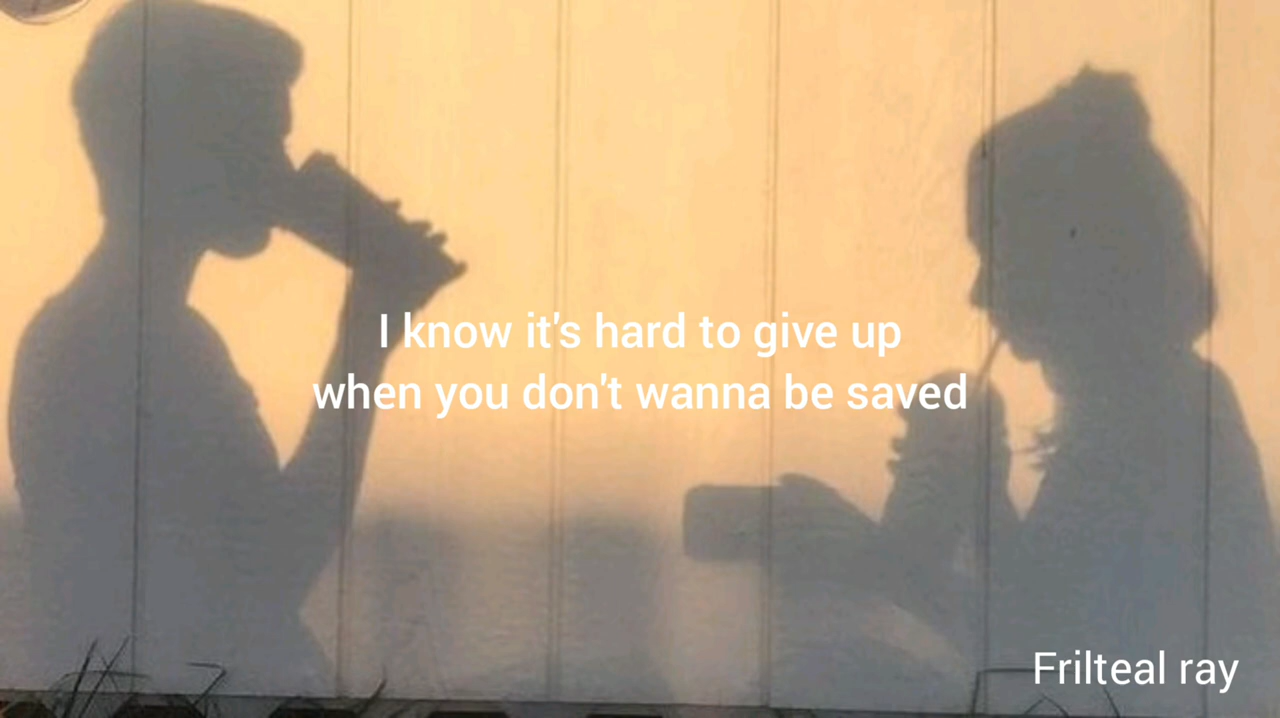 I know it's hard to give up
when you don't wanna be saved
Frilteal ray